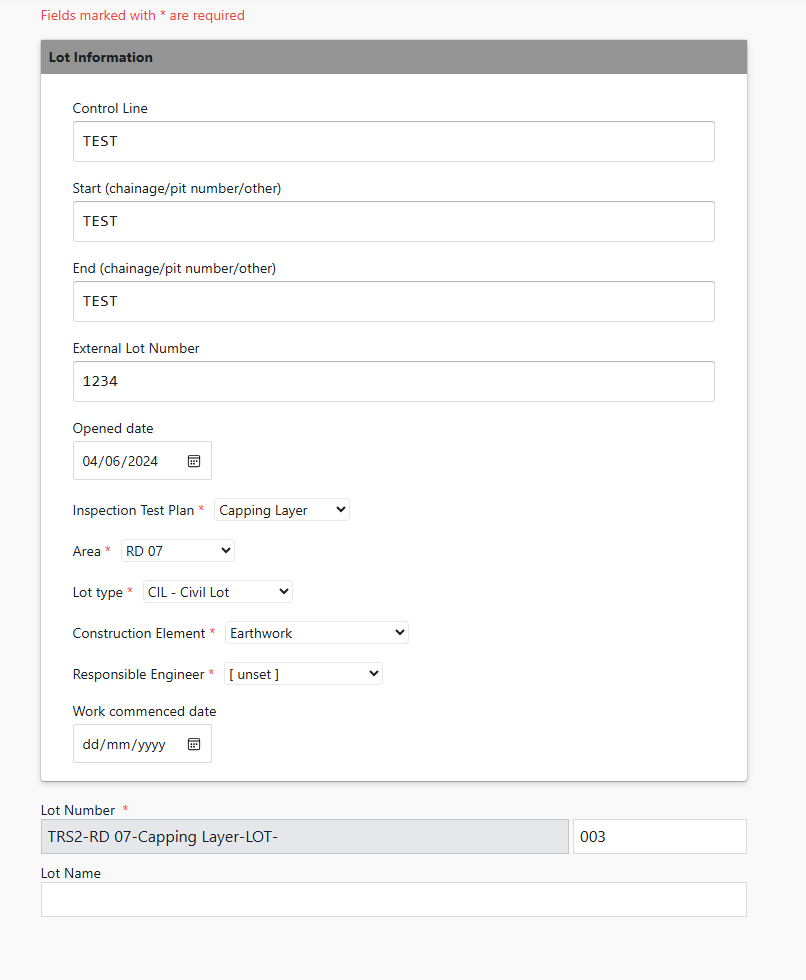 Fields marked with * are required
Lot Information
Control Line
TEST
Start (chainage/pit number/other)
TEST
End (chainage/pit number/other)
TEST
External Lot Number
1234
Opened date
04/06/2024
Inspection Test Plan * Capping Layer
Area * RD 07
Lot type * CIL - Civil Lot
Construction Element * Earthwork
Responsible Engineer * [ unset ]
Work commenced date
dd/mm/yyyy
Lot Number *
TRS2-RD 07-Capping Layer-LOT- 003
Lot Name